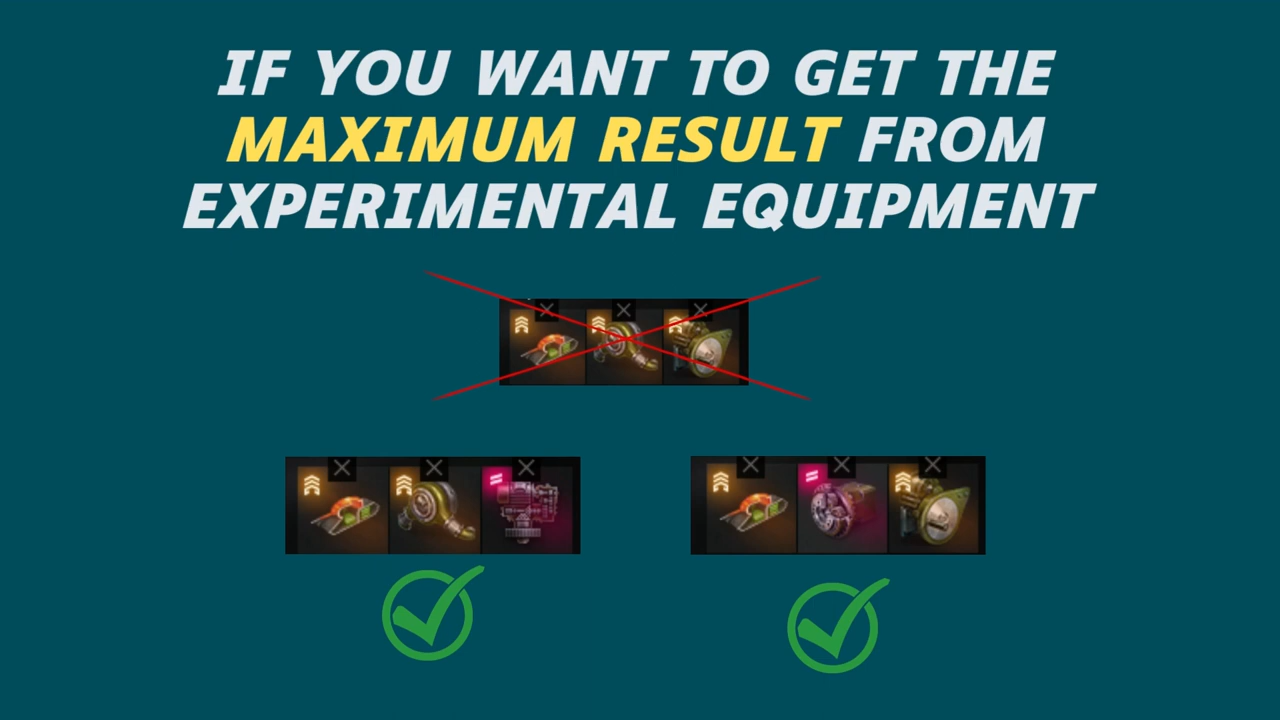 IF YOU WANT TO GET THE
MAXIMUM RESULT FROM
EXPERIMENTAL EQUIPMENT